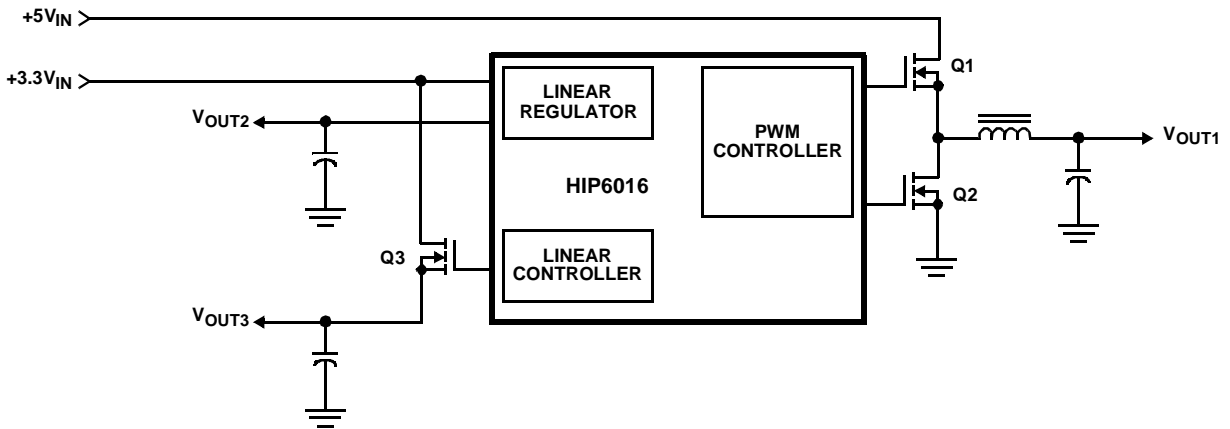 +5VIN
+3.3VIN
VOUT2
LINEAR
REGULATOR
PWM
CONTROLLER
Q1
VOUT1
HIP6016
Q2
Q3
LINEAR
CONTROLLER
VOUT3